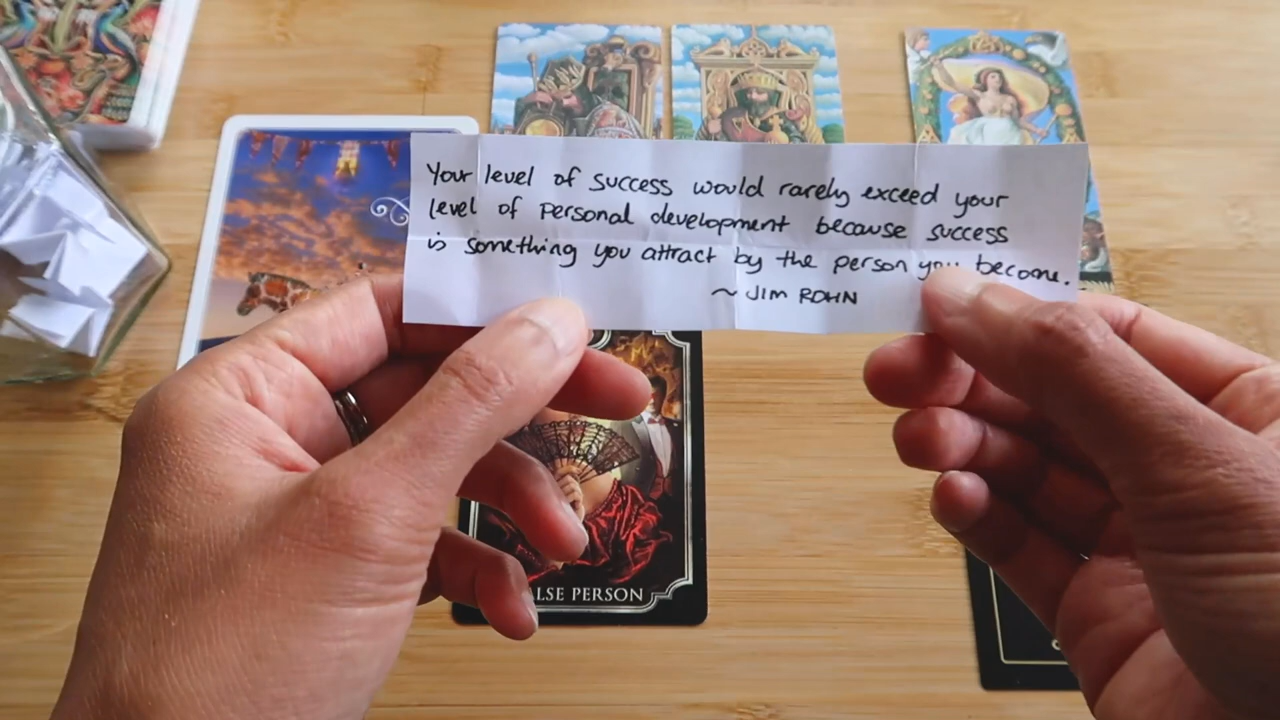 Your level of success would rarely exceed your
level of personal development because success
is something you attract by the person you become.
~ JIM ROHN
LSE PERSON